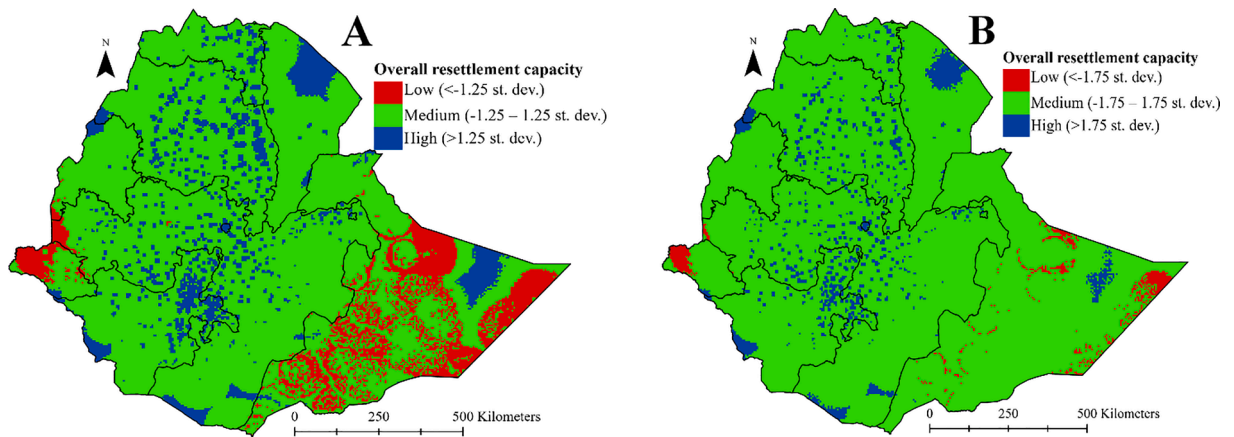 A
N
Overall resettlement capacity
Low (<-1.25 st. dev.)
Medium (-1.25 – 1.25 st. dev.)
High (>1.25 st. dev.)
0 250 500 Kilometers
B
N
Overall resettlement capacity
Low (<-1.75 st. dev.)
Medium (-1.75 – 1.75 st. dev.)
High (>1.75 st. dev.)
0 250 500 Kilometers